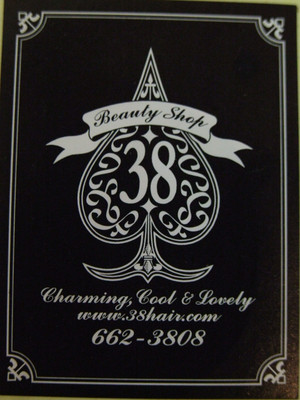 Beauty Shop
38
Charming, Cool & Lovely
www.38hair.com
662-3808